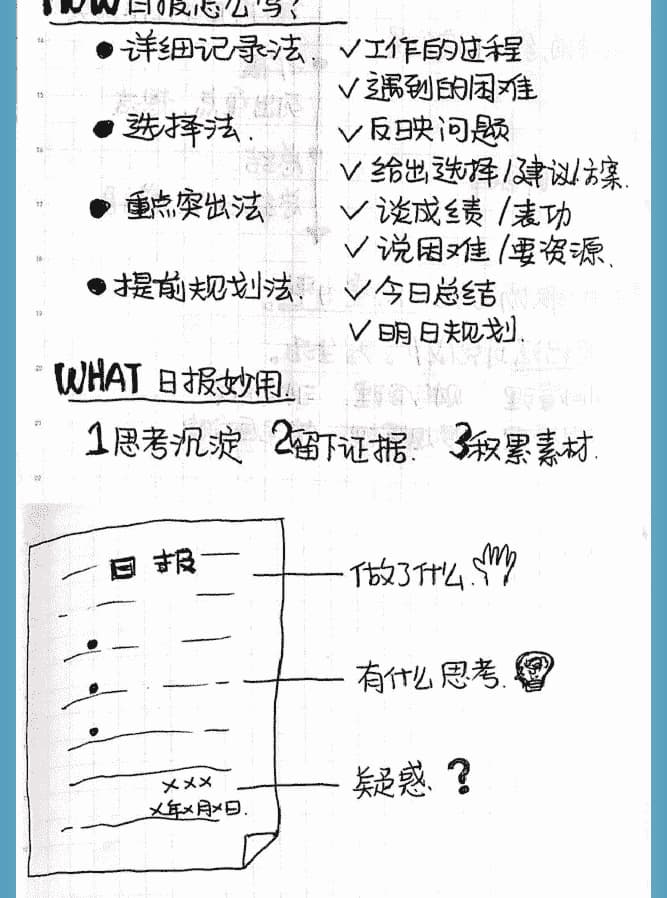 HOW 日报怎么写?
● 详细记录法. ✓工作的过程
✓遇到的困难
● 选择法. ✓反映问题
✓给出选择/建议/方案.
● 重点突出法 ✓谈成绩/表功
✓说困难/要资源.
● 提前规划法. ✓今日总结
✓明日规划.
WHAT 日报妙用.
1思考沉淀 2留下证据. 3积累素材.
日报
做了什么.
有什么思考.
疑惑. ?
×××
×年×月×日.